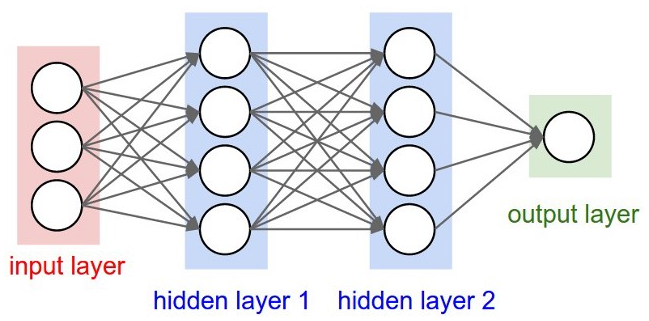 input layer
hidden layer 1
hidden layer 2
output layer